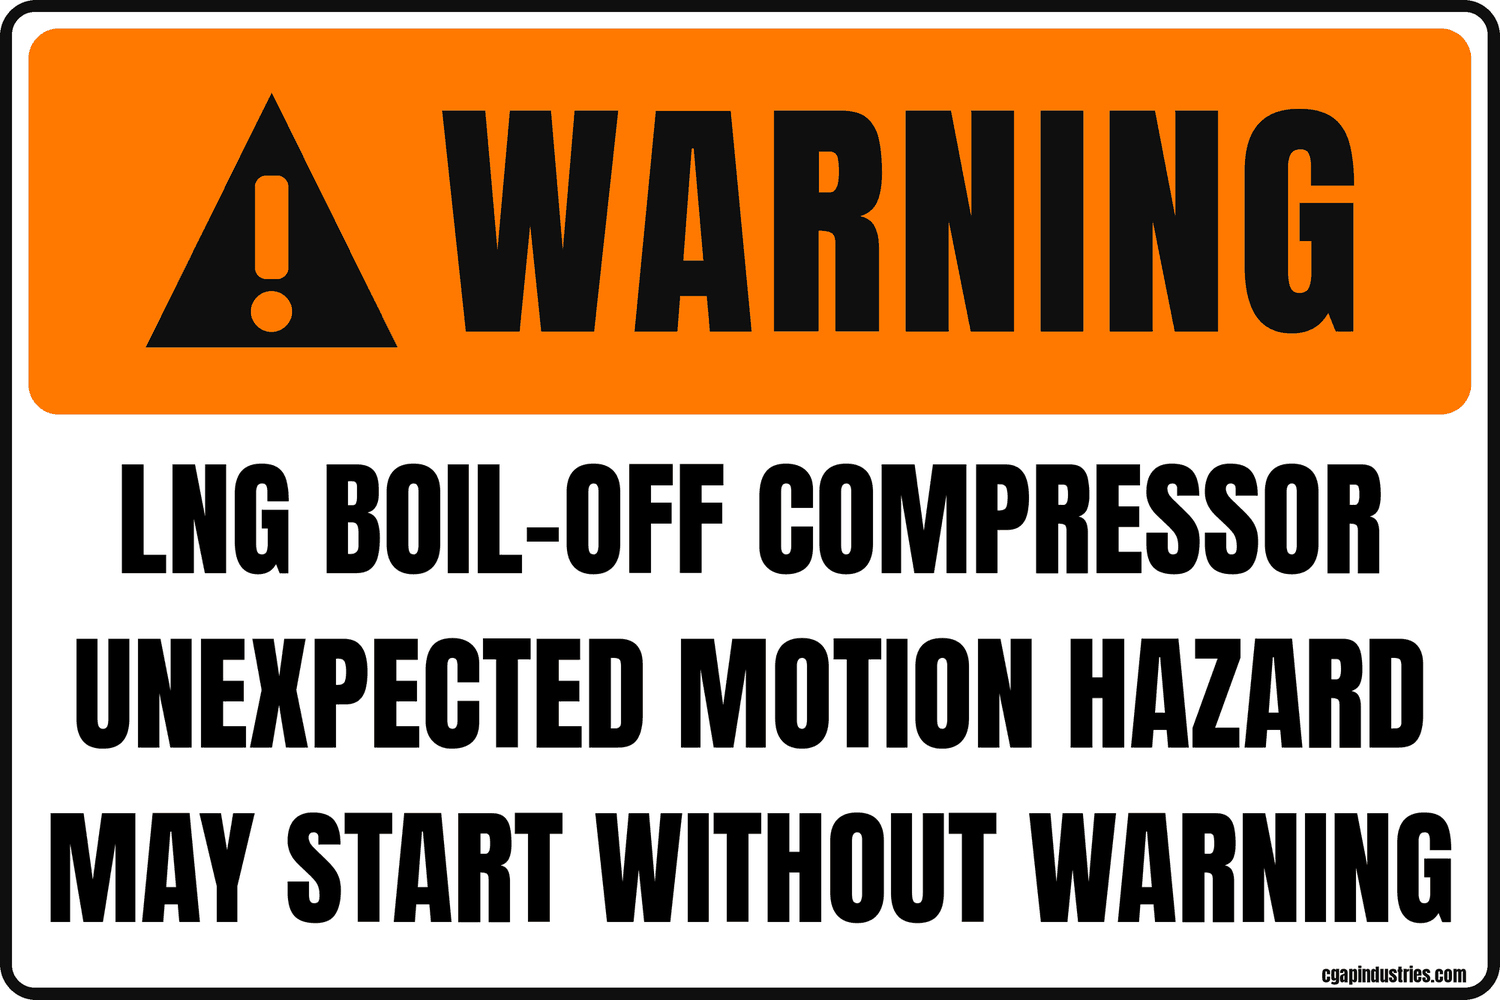 WARNING
LNG BOIL-OFF COMPRESSOR
UNEXPECTED MOTION HAZARD
MAY START WITHOUT WARNING
cgapindustries.com